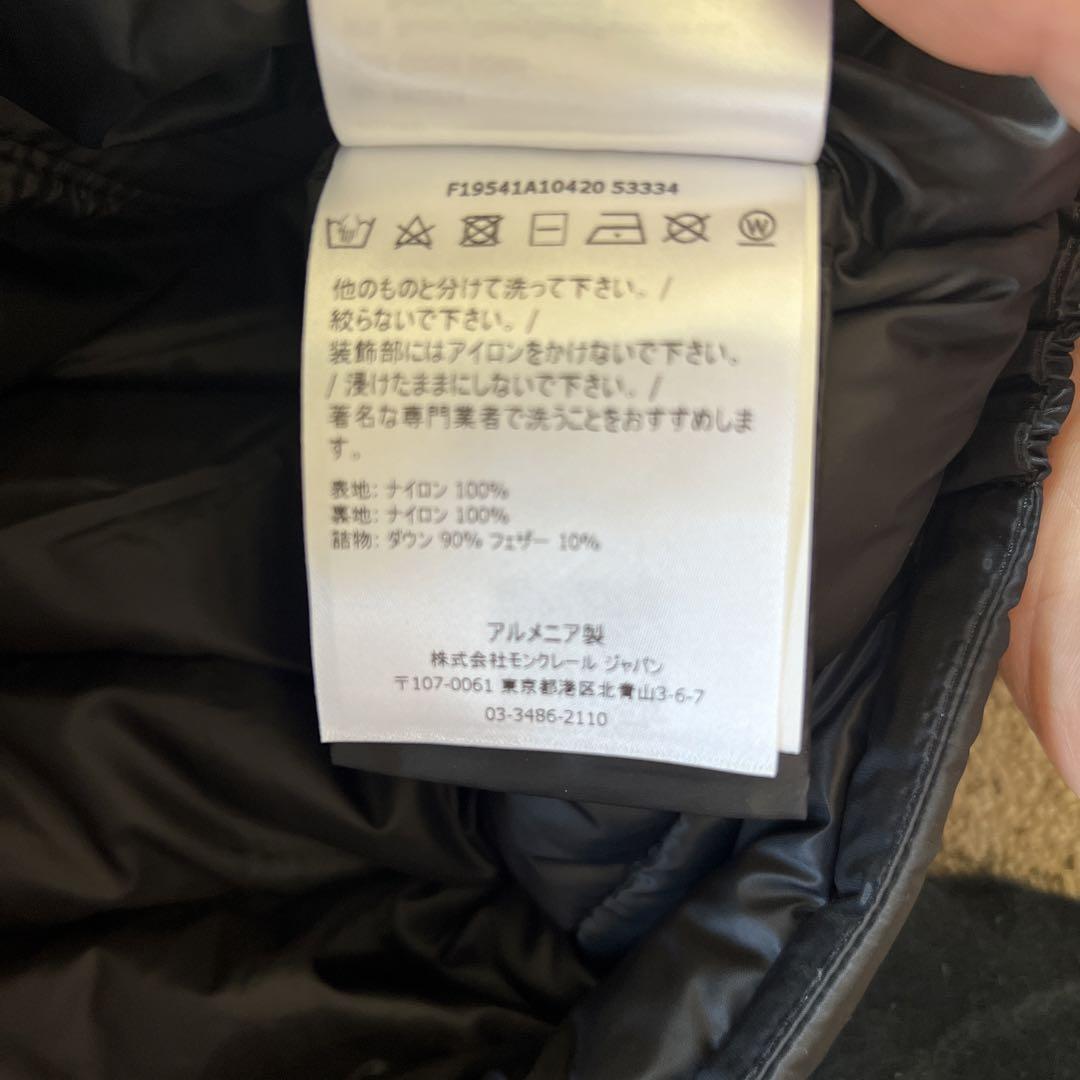 F19541A10420 53334
W
他のものと分けて洗って下さい。/
絞らないで下さい。/
装飾部にはアイロンをかけないで下さい。
/ 浸けたままにしないで下さい。/
著名な専門業者で洗うことをおすすめしま
す。
表地: ナイロン 100%
裏地: ナイロン 100%
詰物: ダウン 90% フェザー 10%
アルメニア製
株式会社モンクレール ジャパン
〒107-0061 東京都港区北青山3-6-7
03-3486-2110